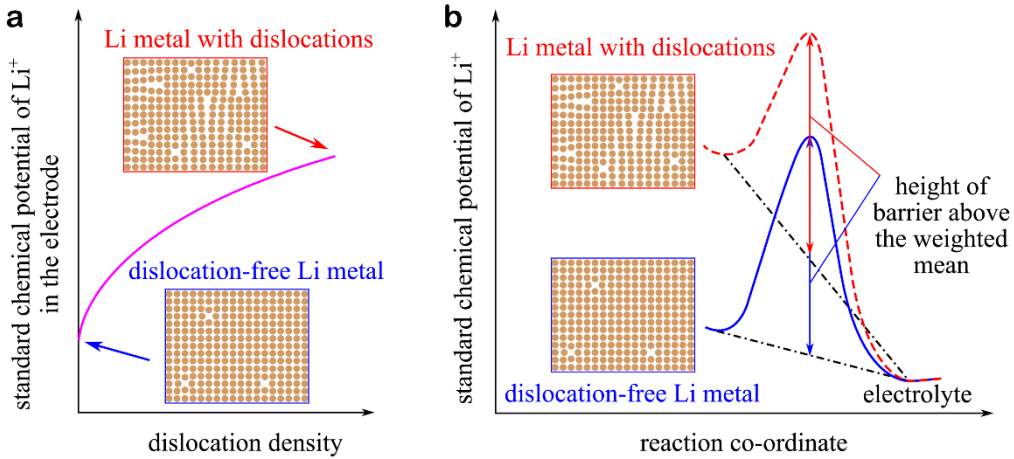 a
Li metal with dislocations
standard chemical potential of Li+
in the electrode
dislocation-free Li metal
dislocation density
b
Li metal with dislocations
standard chemical potential of Li+
height of
barrier above
the weighted
mean
dislocation-free Li metal
electrolyte
reaction co-ordinate